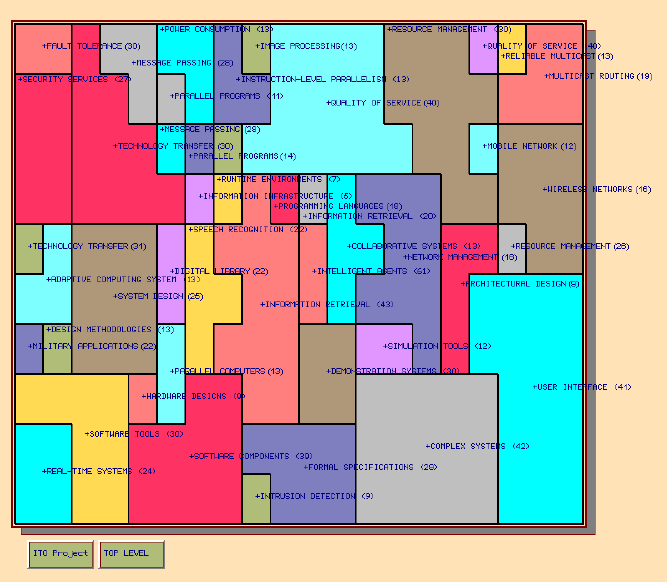 +POWER CONSUMPTION (13)
+RESOURCE MANAGEMENT (30)
+FAULT TOLERANCE(30)
+IMAGE PROCESSING(13)
+QUALITY OF SERVICE (40)
+RELIABLE MULTICAST(13)
+MESSAGE PASSING (28)
+SECURITY SERVICES (27)
+INSTRUCTION-LEVEL PARALLELISM (13)
+MULTICAST ROUTING(19)
+PARALLEL PROGRAMS (11)
+QUALITY OF SERVICE(40)
+MESSAGE PASSING (28)
+TECHNOLOGY TRANSFER(30)
+MOBILE NETWORK (12)
+PARALLEL PROGRAMS(14)
+RUNTIME ENVIRONMENTS (7)
+WIRELESS NETWORKS(16)
+INFORMATION INFRASTRUCTURE (6)
+PROGRAMMING LANGUAGES(18)
+INFORMATION RETRIEVAL (20)
+SPEECH RECOGNITION (22)
+TECHNOLOGY TRANSFER(31)
+COLLABORATIVE SYSTEMS (13)
+RESOURCE MANAGEMENT(26)
+NETWORK MANAGEMENT(18)
+DIGITAL LIBRARY(22)
+INTELLIGENT AGENTS (61)
+ADAPTIVE COMPUTING SYSTEM (13)
+ARCHITECTURAL DESIGN(9)
+SYSTEM DESIGN(25)
+INFORMATION RETRIEVAL (43)
+DESIGN METHODOLOGIES (13)
+MILITARY APPLICATIONS(22)
+SIMULATION TOOLS (12)
+PARALLEL COMPUTERS(13)
+DEMONSTRATION SYSTEMS (30)
+USER INTERFACE (41)
+HARDWARE DESIGNS (9)
+SOFTWARE TOOLS (30)
+COMPLEX SYSTEMS (42)
+SOFTWARE COMPONENTS (39)
+REAL-TIME SYSTEMS (24)
+FORMAL SPECIFICATIONS (29)
+INTRUSION DETECTION (9)
ITO Project
TOP LEVEL